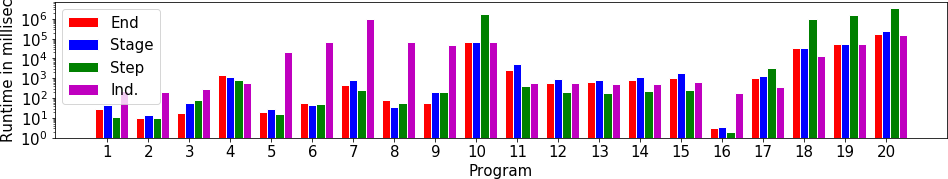 Runtime in millisec
10^6
10^5
10^4
10^3
10^2
10^1
10^0
End
Stage
Step
Ind.
1 2 3 4 5 6 7 8 9 10 11 12 13 14 15 16 17 18 19 20
Program